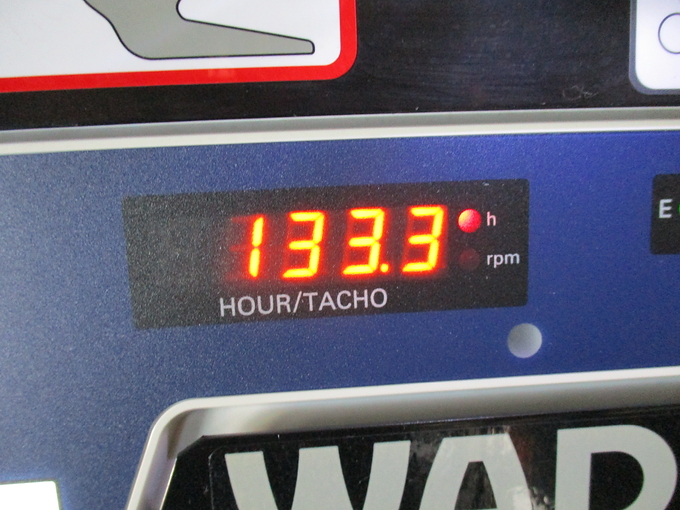 133.3 h
rpm
HOUR/TACHO
E